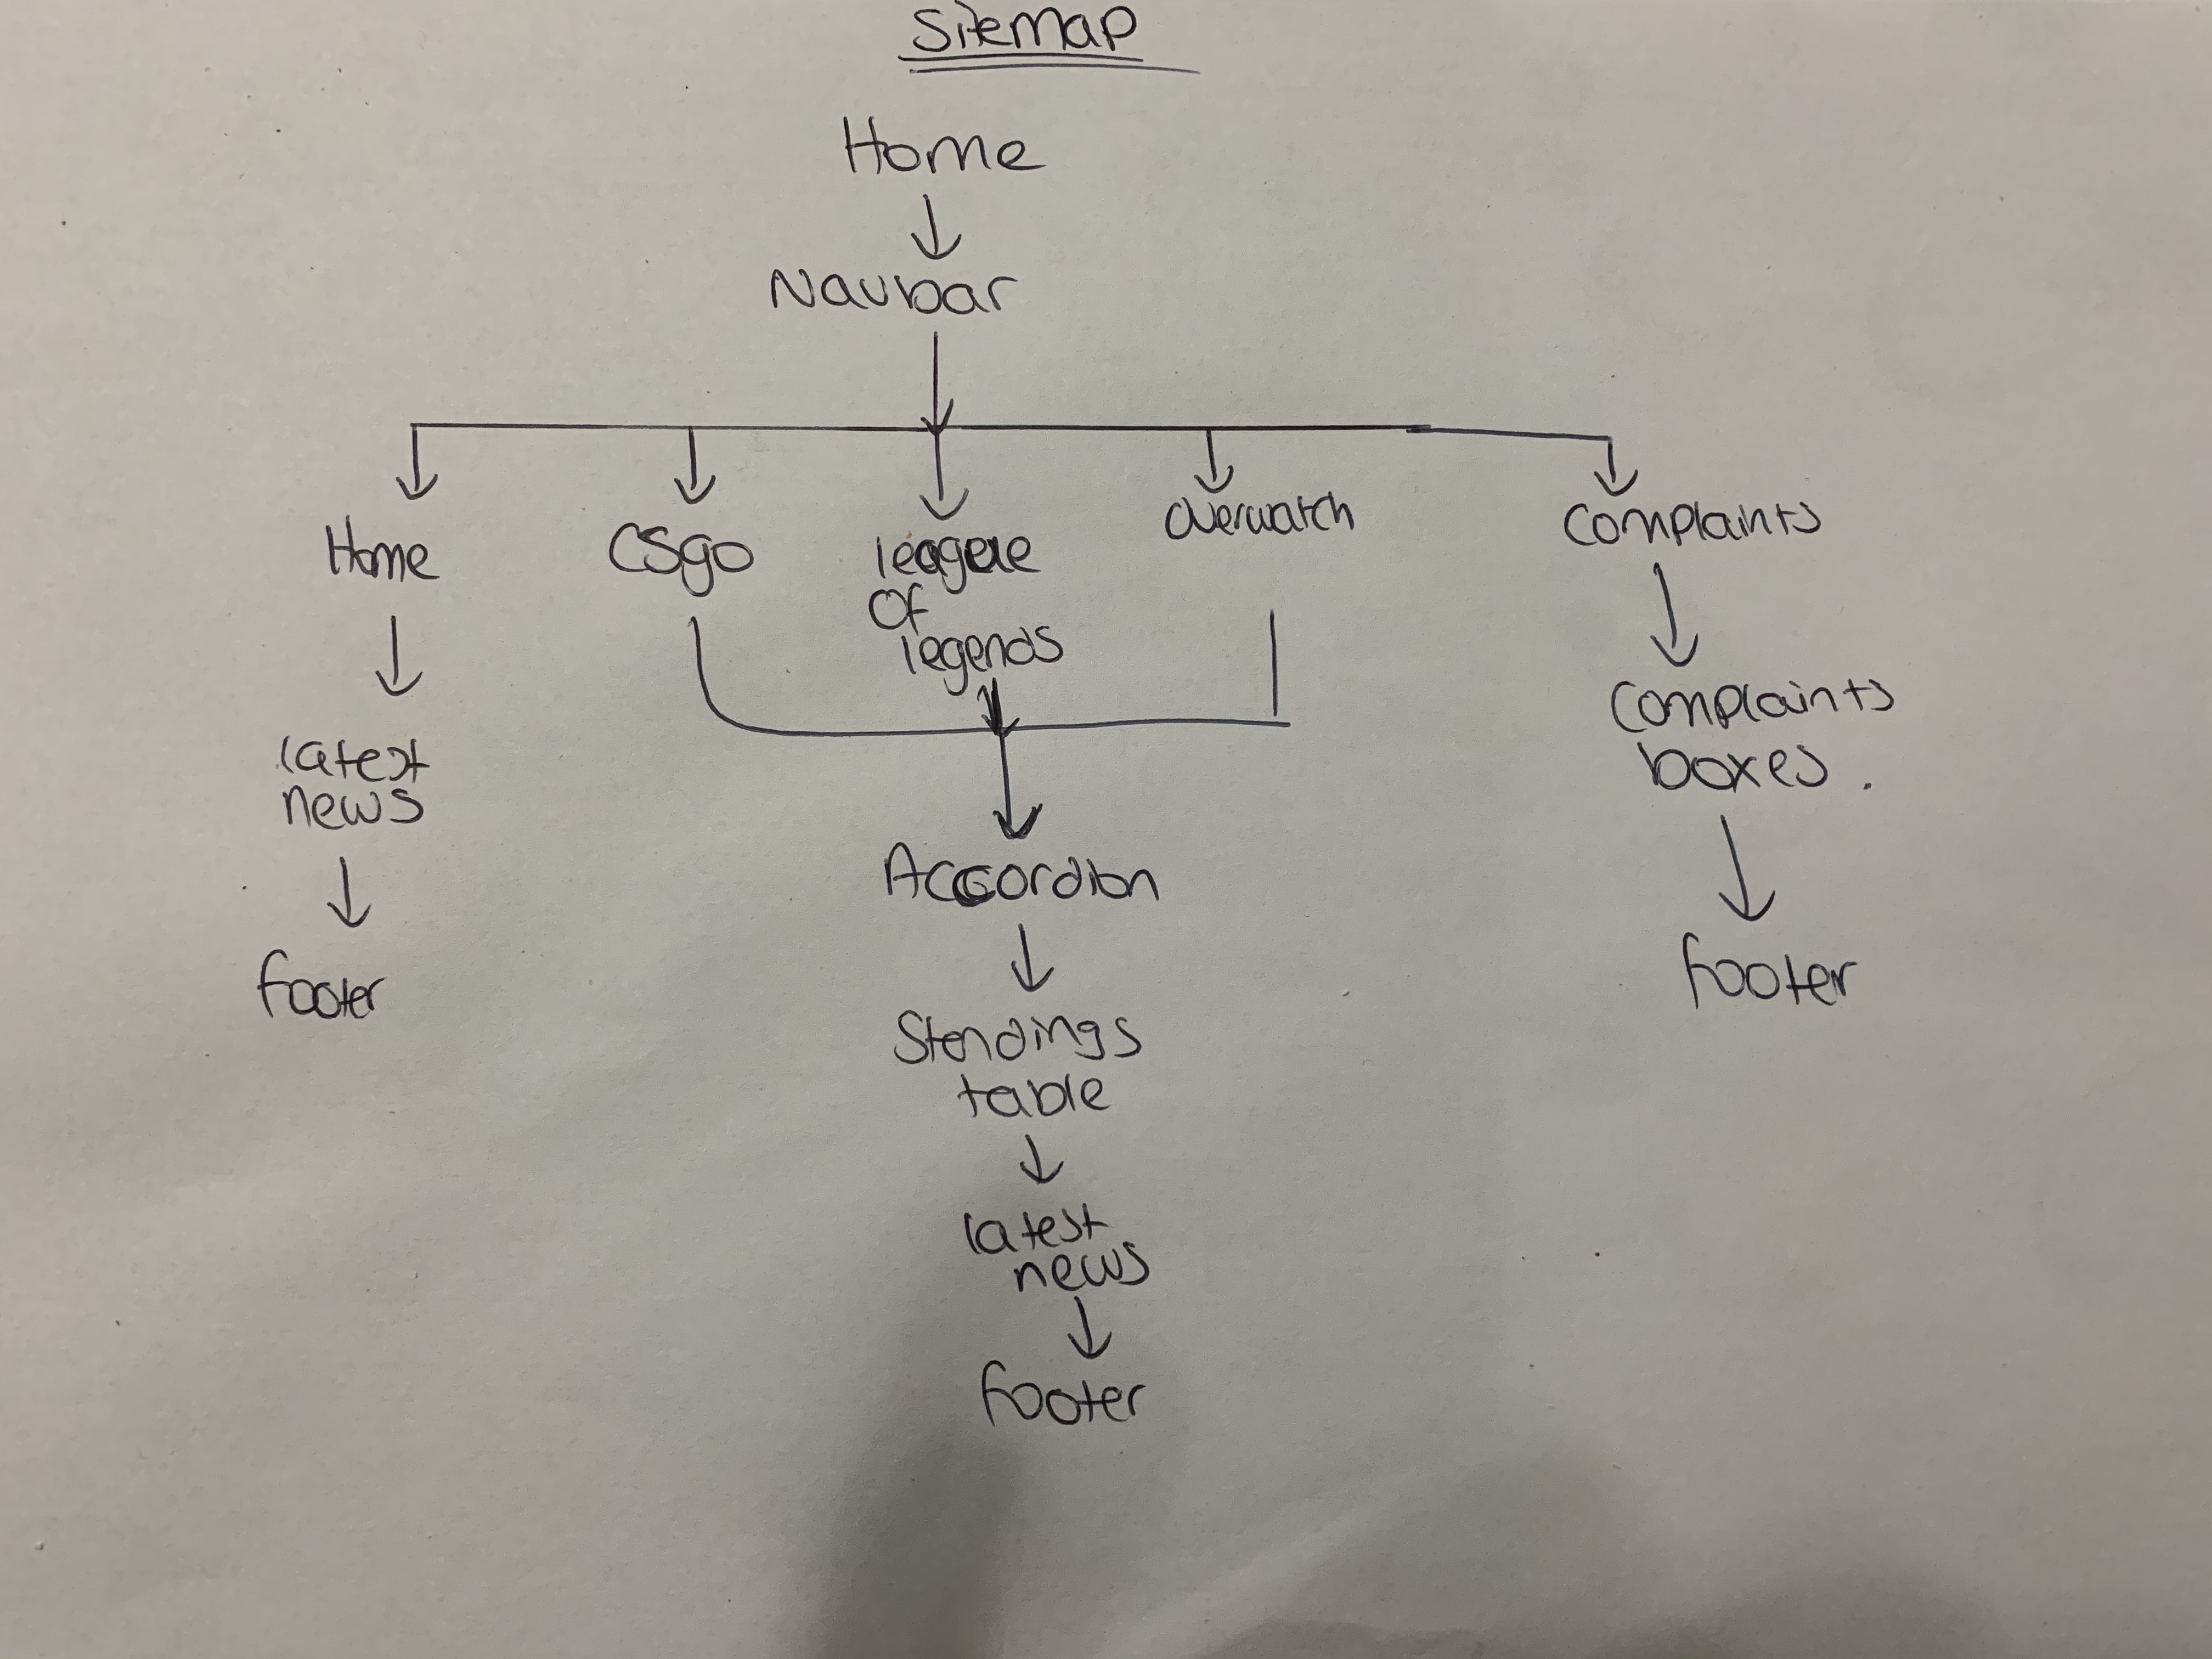 Sitemap
Home
Navbar
Home
CSgo
league
Of
legends
Overwatch
Complaints
latest
news
footer
Accordion
Standings
table
latest
news
footer
Complaints
boxes.
footer